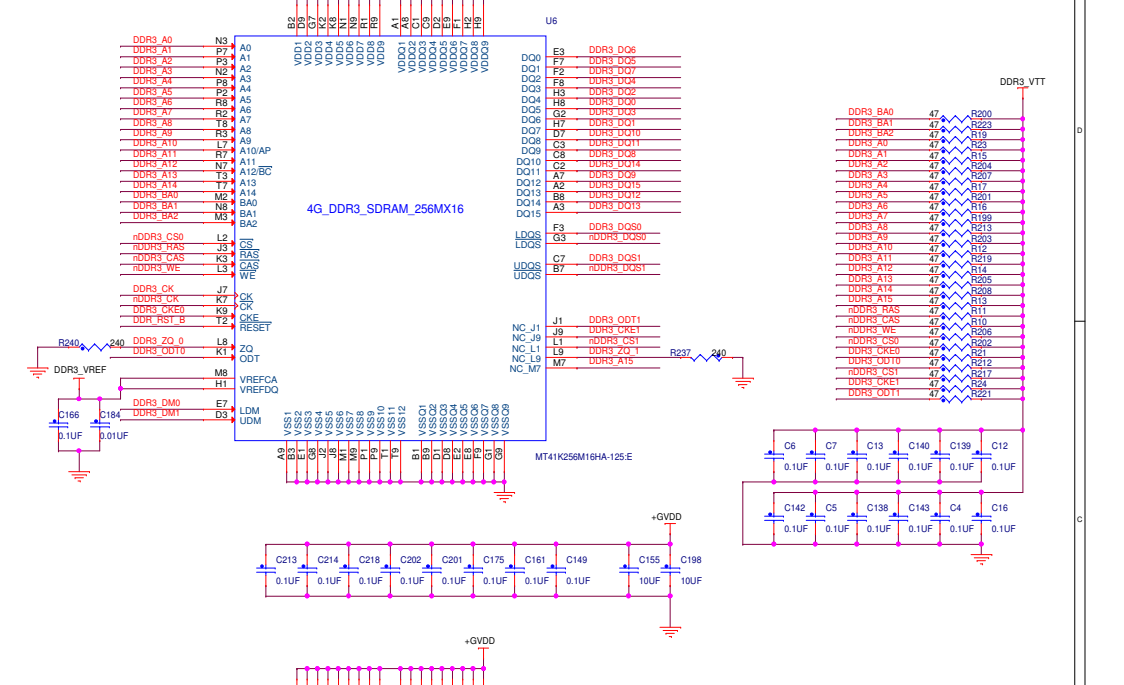 B2 D9 G7 K2 K8 N1 N9 R1 R9 A1 A8 C1 C9 D2 E9 F1 H2 H9
U6
VDD1 VDD2 VDD3 VDD4 VDD5 VDD6 VDD7 VDD8 VDD9 VDDQ1 VDDQ2 VDDQ3 VDDQ4 VDDQ5 VDDQ6 VDDQ7 VDDQ8 VDDQ9
DDR3_A0 N3 A0
DDR3_A1 P7 A1
DDR3_A2 P3 A2
DDR3_A3 N2 A3
DDR3_A4 P8 A4
DDR3_A5 P2 A5
DDR3_A6 R8 A6
DDR3_A7 R2 A7
DDR3_A8 T8 A8
DDR3_A9 R3 A9
DDR3_A10 L7 A10/AP
DDR3_A11 R7 A11
DDR3_A12 N7 A12/BC
DDR3_A13 T3 A13
DDR3_A14 T7 A14
DDR3_BA0 M2 BA0
DDR3_BA1 N8 BA1
DDR3_BA2 M3 BA2
nDDR3_CS0 L2 CS
nDDR3_RAS J3 RAS
nDDR3_CAS K3 CAS
nDDR3_WE L3 WE
DDR3_CK J7 CK
nDDR3_CK K7 CK
DDR3_CKE0 K9 CKE
DDR_RST_B T2 RESET
R240 240 DDR3_ZQ_0 L8 ZQ
DDR3_ODT0 K1 ODT
DDR3_VREF M8 VREFCA
H1 VREFDQ
DDR3_DM0 E7 LDM
DDR3_DM1 D3 UDM
C166 0.1UF
C184 0.01UF
4G_DDR3_SDRAM_256MX16
DQ0 E3 DDR3_DQ6
DQ1 F7 DDR3_DQ5
DQ2 F2 DDR3_DQ7
DQ3 F8 DDR3_DQ4
DQ4 H3 DDR3_DQ2
DQ5 H8 DDR3_DQ0
DQ6 G2 DDR3_DQ3
DQ7 H7 DDR3_DQ1
DQ8 D7 DDR3_DQ10
DQ9 C3 DDR3_DQ11
DQ10 C8 DDR3_DQ8
DQ11 C2 DDR3_DQ14
DQ12 A7 DDR3_DQ9
DQ13 A2 DDR3_DQ15
DQ14 B8 DDR3_DQ12
DQ15 A3 DDR3_DQ13
LDQS F3 DDR3_DQS0
LDQS G3 nDDR3_DQS0
UDQS C7 DDR3_DQS1
UDQS B7 nDDR3_DQS1
NC_J1 J1 DDR3_ODT1
NC_J9 J9 DDR3_CKE1
NC_L1 L1 nDDR3_CS1
NC_L9 L9 DDR3_ZQ_1 R237 240
NC_M7 M7 DDR3_A15
VSS1 VSS2 VSS3 VSS4 VSS5 VSS6 VSS7 VSS8 VSS9 VSS10 VSS11 VSS12 VSSQ1 VSSQ2 VSSQ3 VSSQ4 VSSQ5 VSSQ6 VSSQ7 VSSQ8 VSSQ9
A9 B3 E1 G8 J2 J8 M1 M9 P1 P9 T1 T9 B1 B9 D1 D8 E2 E8 F9 G1 G9
MT41K256M16HA-125:E
DDR3_VTT
DDR3_BA0 47 R200
DDR3_BA1 47 R223
DDR3_BA2 47 R19
DDR3_A0 47 R23
DDR3_A1 47 R15
DDR3_A2 47 R204
DDR3_A3 47 R207
DDR3_A4 47 R17
DDR3_A5 47 R201
DDR3_A6 47 R16
DDR3_A7 47 R199
DDR3_A8 47 R213
DDR3_A9 47 R203
DDR3_A10 47 R12
DDR3_A11 47 R219
DDR3_A12 47 R14
DDR3_A13 47 R205
DDR3_A14 47 R208
DDR3_A15 47 R13
nDDR3_RAS 47 R11
nDDR3_CAS 47 R10
nDDR3_WE 47 R206
nDDR3_CS0 47 R202
DDR3_CKE0 47 R21
DDR3_ODT0 47 R212
nDDR3_CS1 47 R217
DDR3_CKE1 47 R24
DDR3_ODT1 47 R221
C6 C7 C13 C140 C139 C12
0.1UF 0.1UF 0.1UF 0.1UF 0.1UF 0.1UF
C142 C5 C138 C143 C4 C16
0.1UF 0.1UF 0.1UF 0.1UF 0.1UF 0.1UF
D
C
+GVDD
C213 C214 C218 C202 C201 C175 C161 C149 C155 C198
0.1UF 0.1UF 0.1UF 0.1UF 0.1UF 0.1UF 0.1UF 0.1UF 10UF 10UF
+GVDD